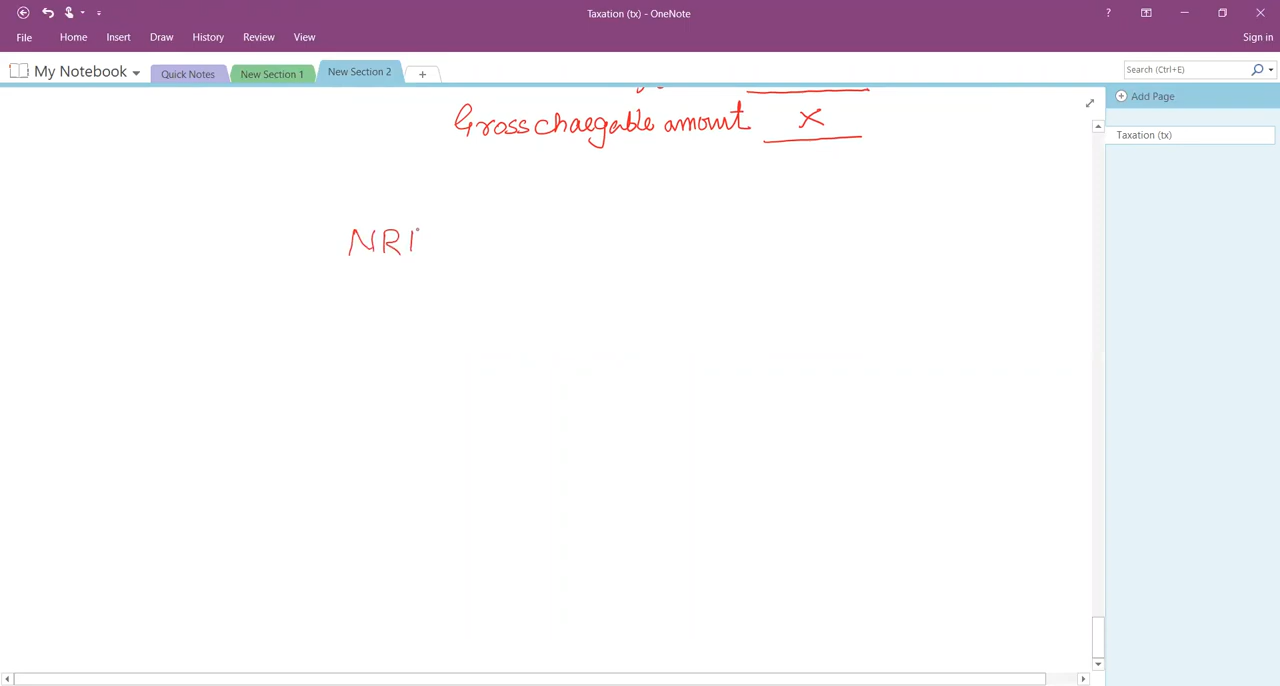 Taxation (tx) - OneNote
?
File Home Insert Draw History Review View Sign in
My Notebook Quick Notes New Section 1 New Section 2 +
Search (Ctrl+E)
Add Page
Taxation (tx)
Gross chaegable amount X
NRI